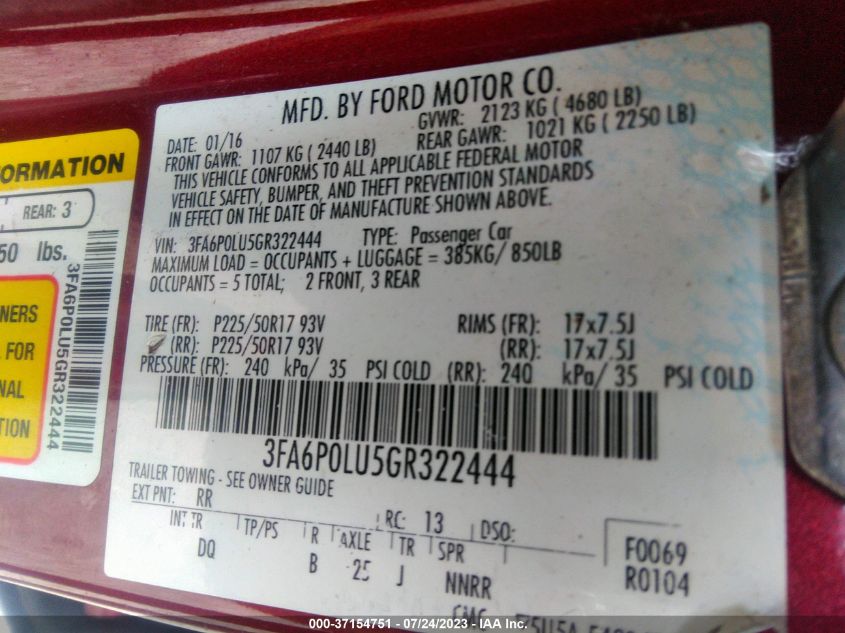 MFD. BY FORD MOTOR CO.
DATE: 01/16 GVWR: 2123 KG ( 4680 LB)
FRONT GAWR: 1107 KG ( 2440 LB) REAR GAWR: 1021 KG ( 2250 LB)
THIS VEHICLE CONFORMS TO ALL APPLICABLE FEDERAL MOTOR
VEHICLE SAFETY, BUMPER, AND THEFT PREVENTION STANDARDS
IN EFFECT ON THE DATE OF MANUFACTURE SHOWN ABOVE.
VIN: 3FA6P0LU5GR322444 TYPE: Passenger Car
MAXIMUM LOAD = OCCUPANTS + LUGGAGE = 385KG/ 850LB
OCCUPANTS = 5 TOTAL; 2 FRONT, 3 REAR
TIRE (FR): P225/50R17 93V RIMS (FR): 17x7.5J
(RR): P225/50R17 93V (RR): 17x7.5J
PRESSURE (FR): 240 kPa/ 35 PSI COLD (RR): 240 kPa/ 35 PSI COLD
3FA6P0LU5GR322444
TRAILER TOWING - SEE OWNER GUIDE
EXT PNT: RR RC: 13 DSO:
INT TR TP/PS R AXLE TR SPR F0069
DQ B 25 J NNRR R0104
ORMATION
REAR: 3
50 lbs.
3FA6P0LU5GR322444
NERS
FOR
NAL
TION
000-37154751 - 07/24/2023 - IAA Inc.